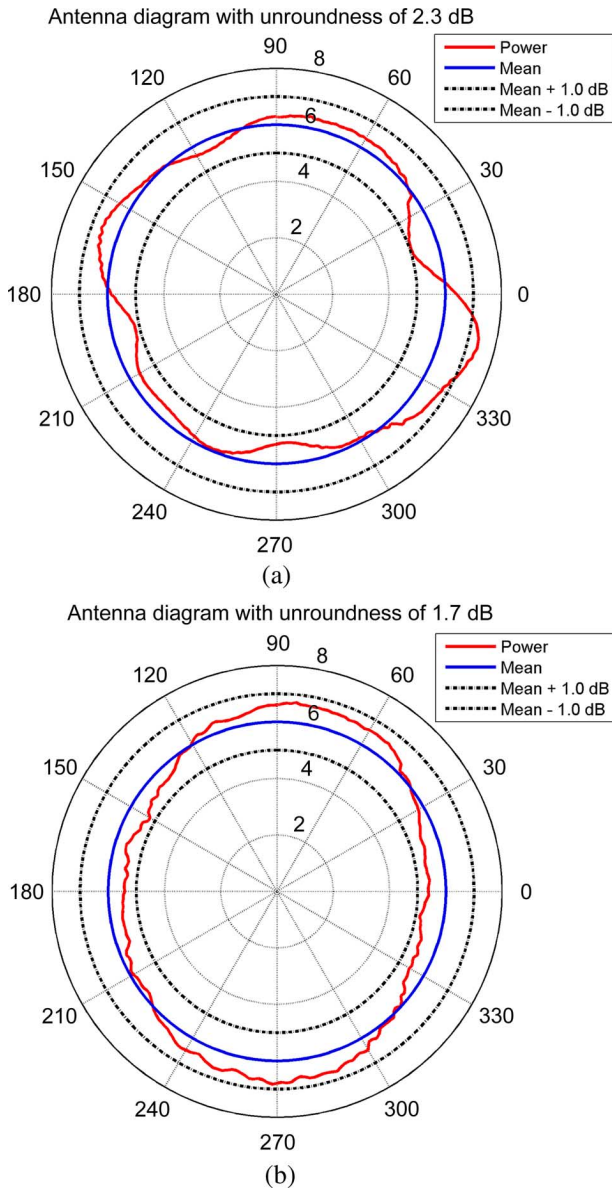 Antenna diagram with unroundness of 2.3 dB
Power
Mean
Mean + 1.0 dB
Mean - 1.0 dB
90
8
120
60
6
150
30
4
2
180
0
210
330
240
300
270
(a)
Antenna diagram with unroundness of 1.7 dB
Power
Mean
Mean + 1.0 dB
Mean - 1.0 dB
90
8
120
60
6
150
30
4
2
180
0
210
330
240
300
270
(b)